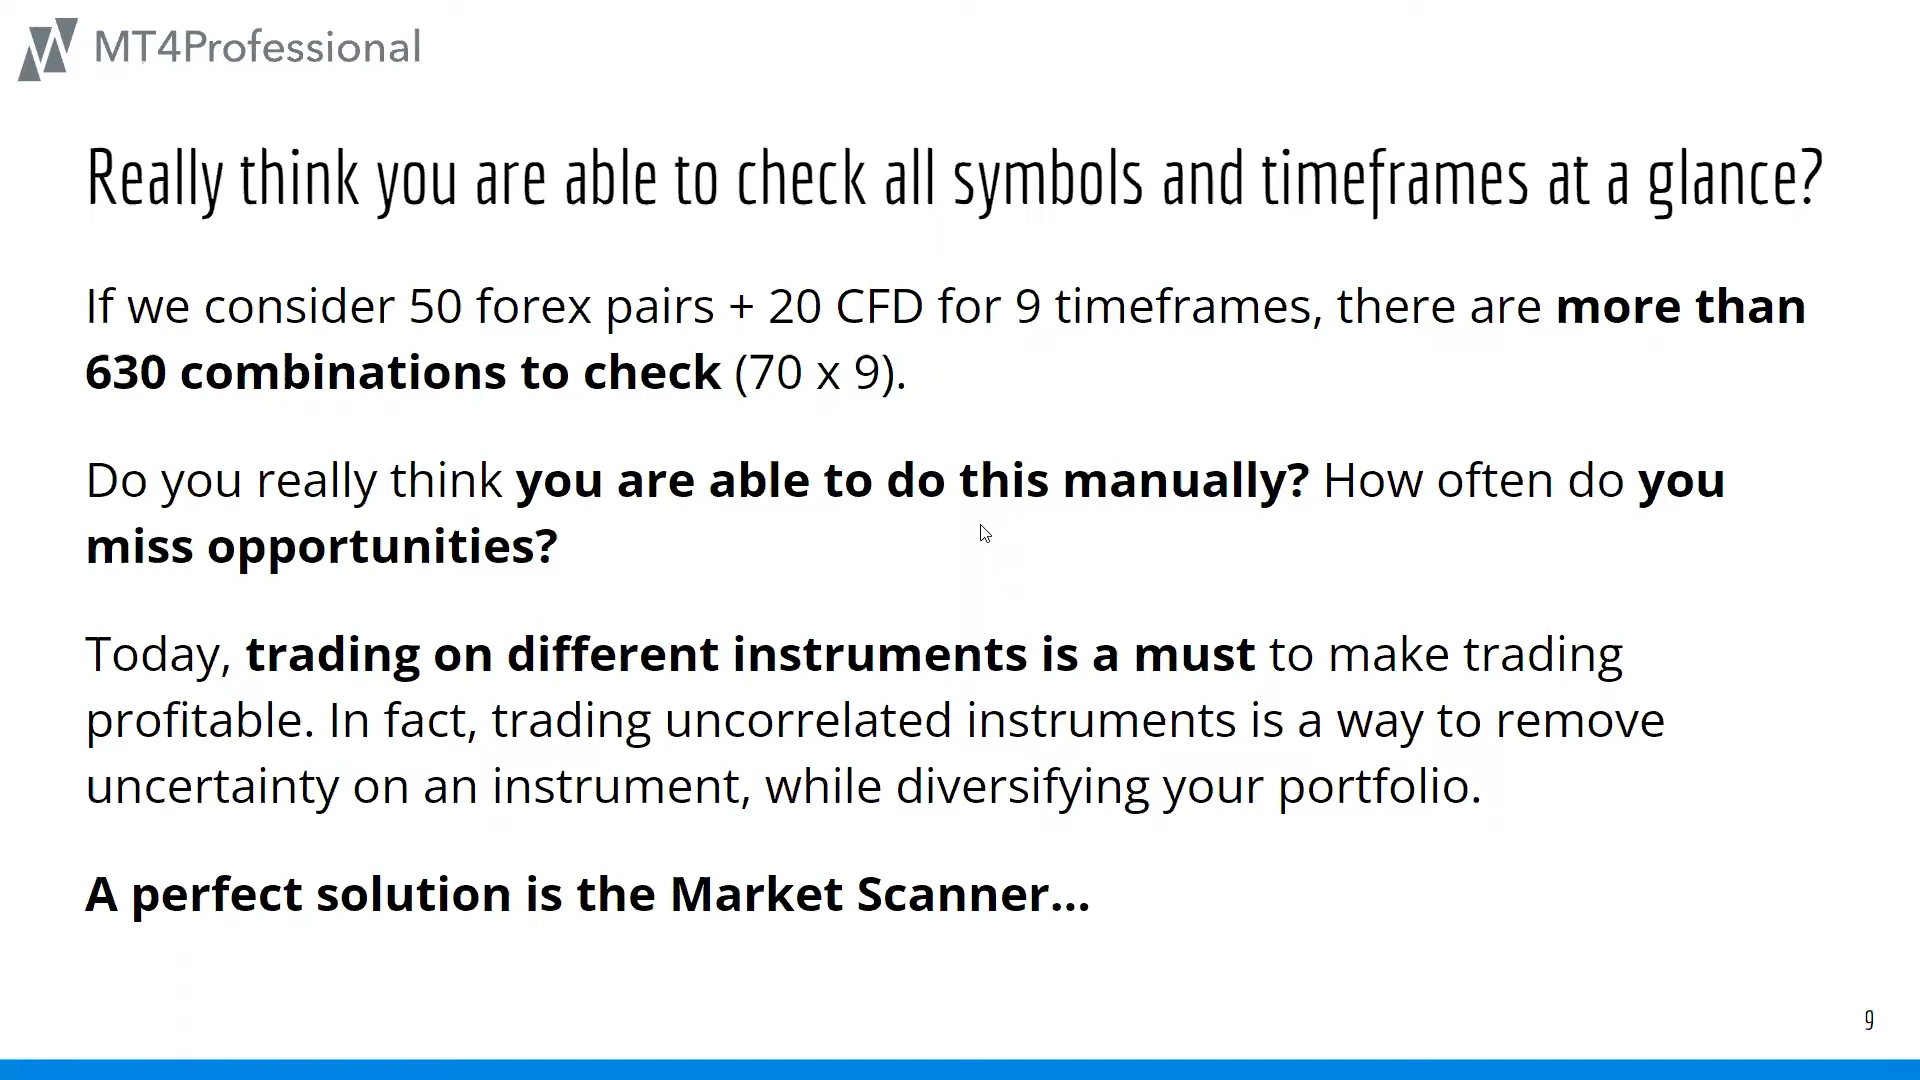 MT4Professional
Really think you are able to check all symbols and timeframes at a glance?
If we consider 50 forex pairs + 20 CFD for 9 timeframes, there are more than
630 combinations to check (70 x 9).
Do you really think you are able to do this manually? How often do you
miss opportunities?
Today, trading on different instruments is a must to make trading
profitable. In fact, trading uncorrelated instruments is a way to remove
uncertainty on an instrument, while diversifying your portfolio.
A perfect solution is the Market Scanner...
9